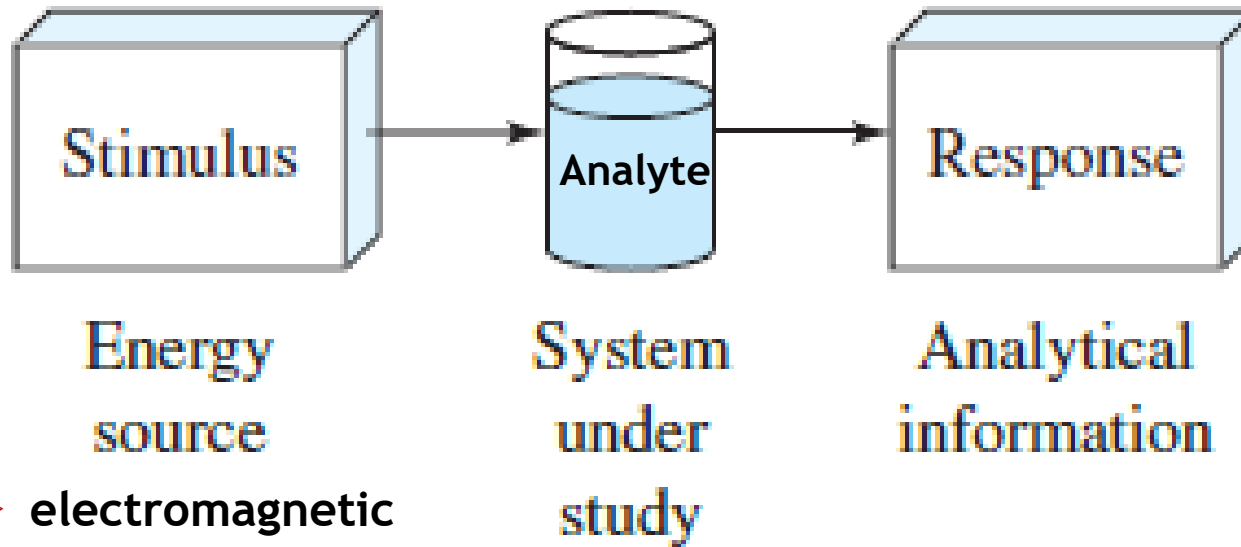 Stimulus
Analyte
Response
Energy
source
System
under
study
Analytical
information
electromagnetic